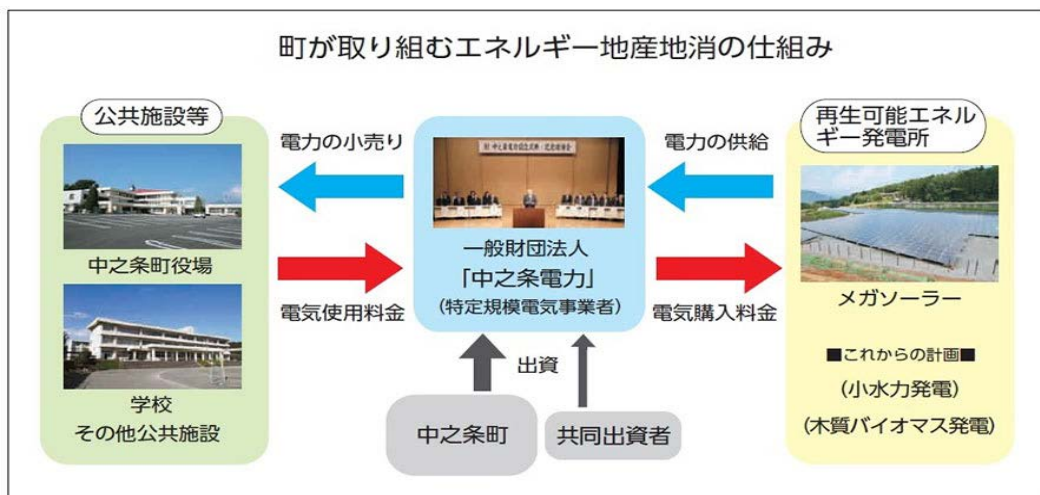 町が取り組むエネルギー地産地消の仕組み
公共施設等
中之条町役場
学校
その他公共施設
電力の小売り
電気使用料金
一般財団法人
「中之条電力」
(特定規模電気事業者)
出資
中之条町
共同出資者
電力の供給
電気購入料金
再生可能エネル
ギー発電所
メガソーラー
■これからの計画■
(小水力発電)
(木質バイオマス発電)